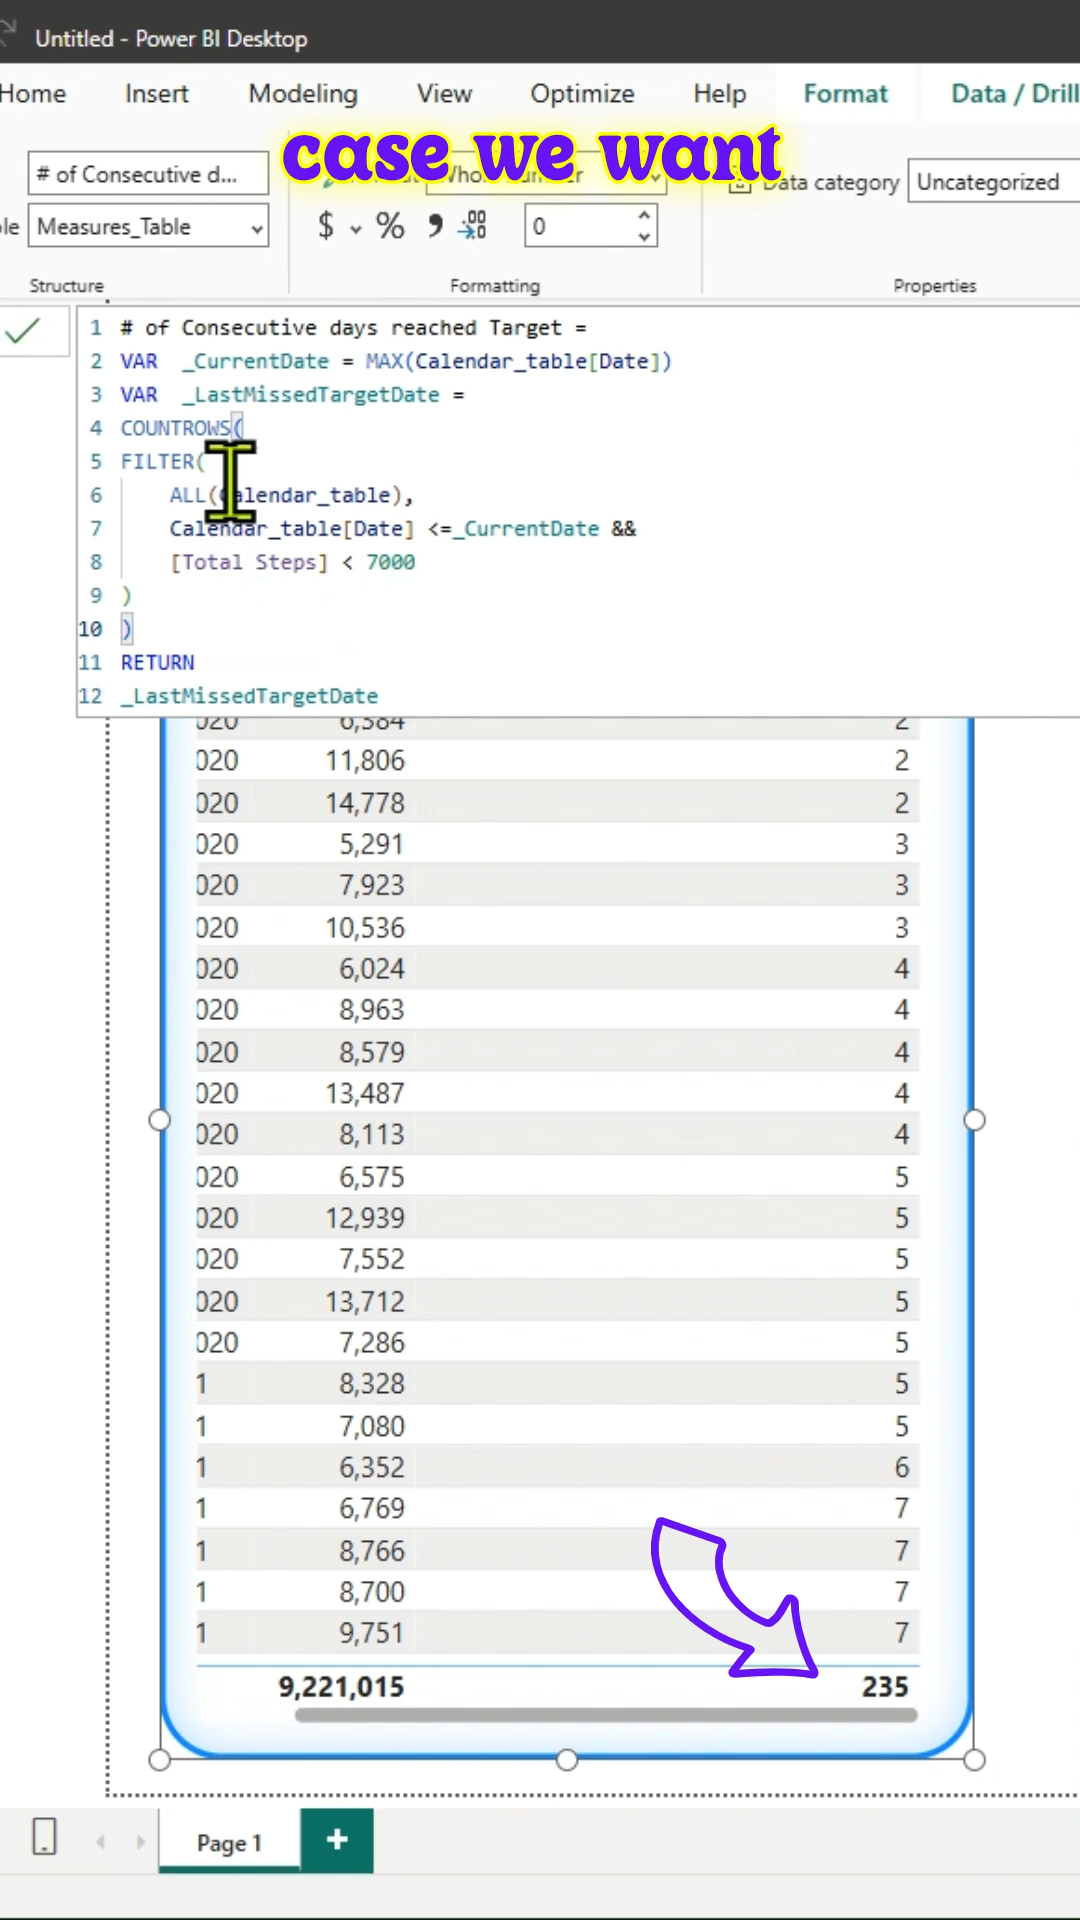 Untitled - Power BI Desktop
Home Insert Modeling View Optimize Help Format Data / Drill
case we want
# of Consecutive d...
Data category Uncategorized
Measures_Table
$ % 0
Structure Formatting Properties
1 # of Consecutive days reached Target =
2 VAR _CurrentDate = MAX(Calendar_table[Date])
3 VAR _LastMissedTargetDate =
4 COUNTROWS(
5 FILTER(
6 ALL(Calendar_table),
7 Calendar_table[Date] <=_CurrentDate &&
8 [Total Steps] < 7000
9 )
10 )
11 RETURN
12 _LastMissedTargetDate
020 6,384 2
020 11,806 2
020 14,778 2
020 5,291 3
020 7,923 3
020 10,536 3
020 6,024 4
020 8,963 4
020 8,579 4
020 13,487 4
020 8,113 4
020 6,575 5
020 12,939 5
020 7,552 5
020 13,712 5
020 7,286 5
1 8,328 5
1 7,080 5
1 6,352 6
1 6,769 7
1 8,766 7
1 8,700 7
1 9,751 7
9,221,015 235
Page 1 +